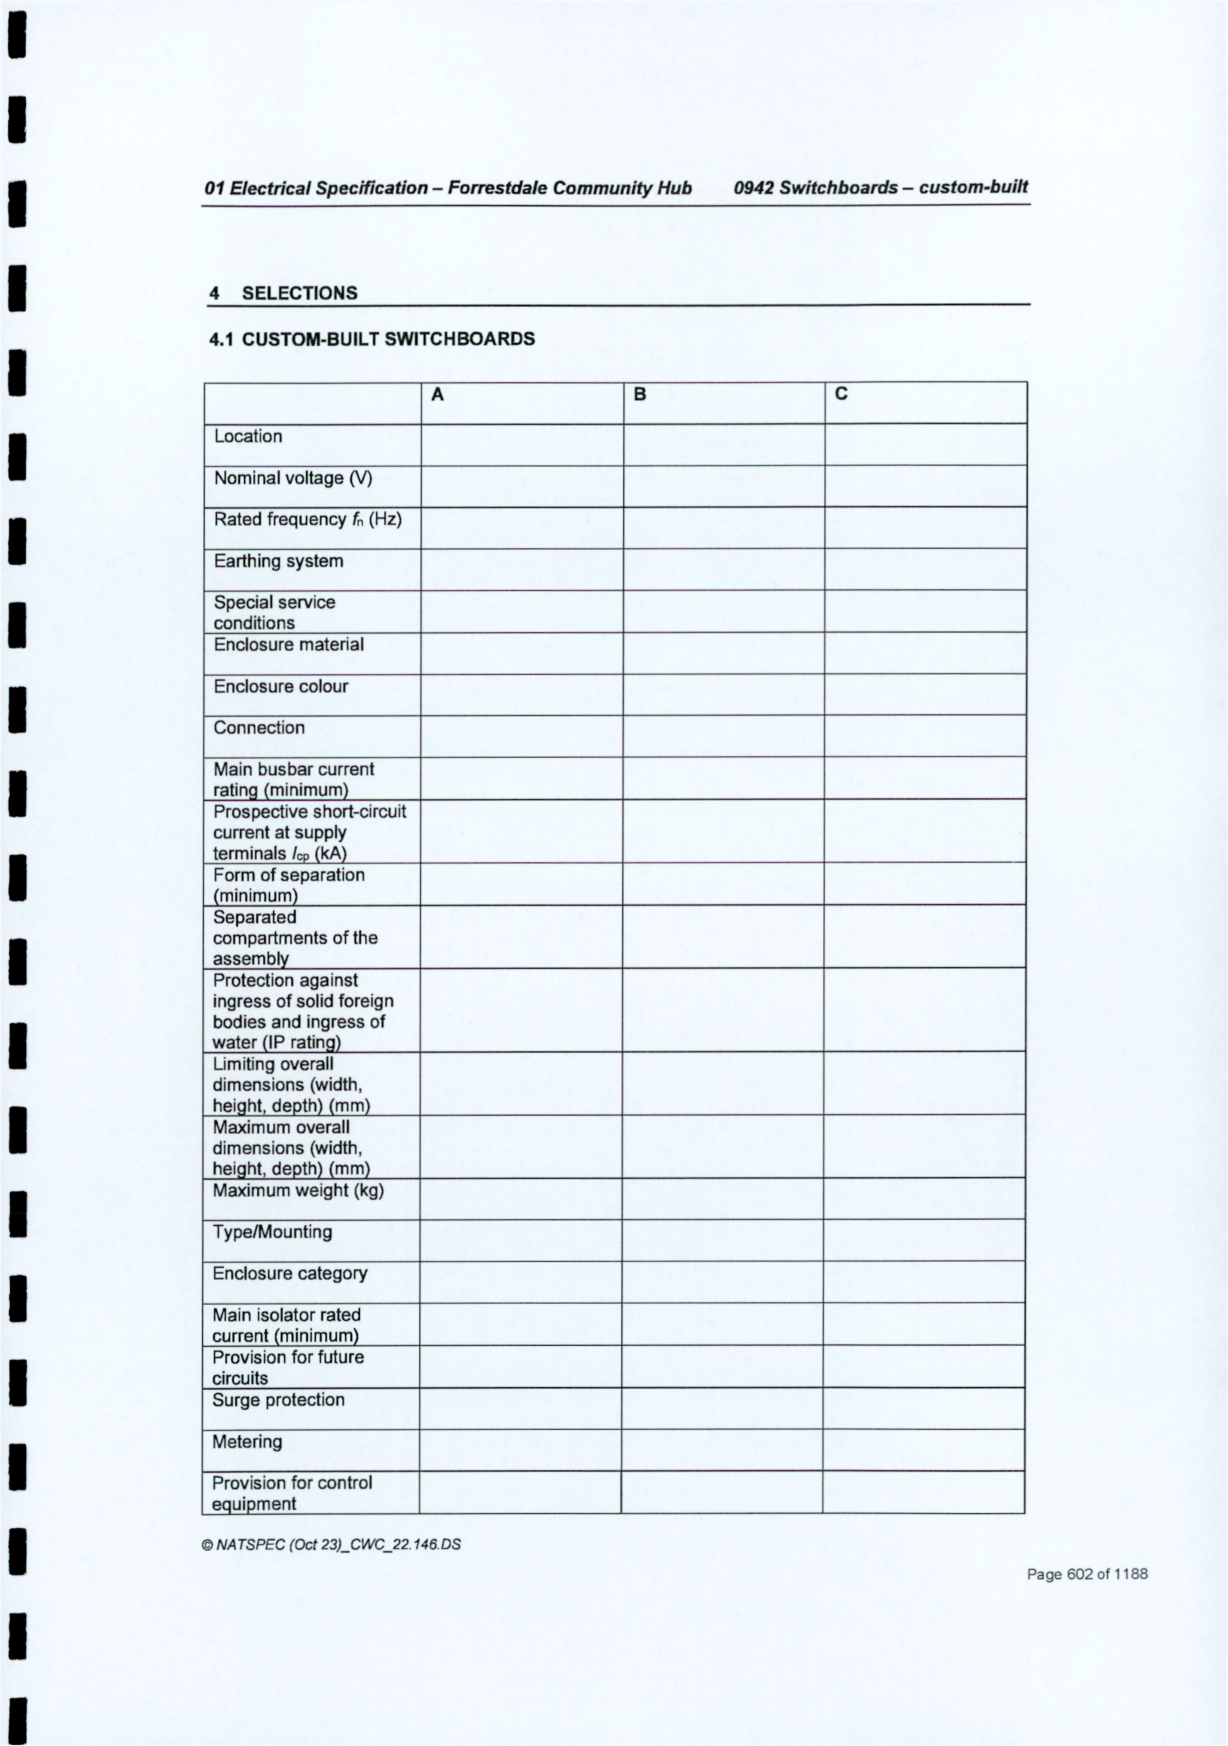 01 Electrical Specification – Forrestdale Community Hub 0942 Switchboards – custom-built
4 SELECTIONS
4.1 CUSTOM-BUILT SWITCHBOARDS
A B C
Location
Nominal voltage (V)
Rated frequency fn (Hz)
Earthing system
Special service
conditions
Enclosure material
Enclosure colour
Connection
Main busbar current
rating (minimum)
Prospective short-circuit
current at supply
terminals Icp (kA)
Form of separation
(minimum)
Separated
compartments of the
assembly
Protection against
ingress of solid foreign
bodies and ingress of
water (IP rating)
Limiting overall
dimensions (width,
height, depth) (mm)
Maximum overall
dimensions (width,
height, depth) (mm)
Maximum weight (kg)
Type/Mounting
Enclosure category
Main isolator rated
current (minimum)
Provision for future
circuits
Surge protection
Metering
Provision for control
equipment
© NATSPEC (Oct 23)_CWC_22.146.DS
Page 602 of 1188